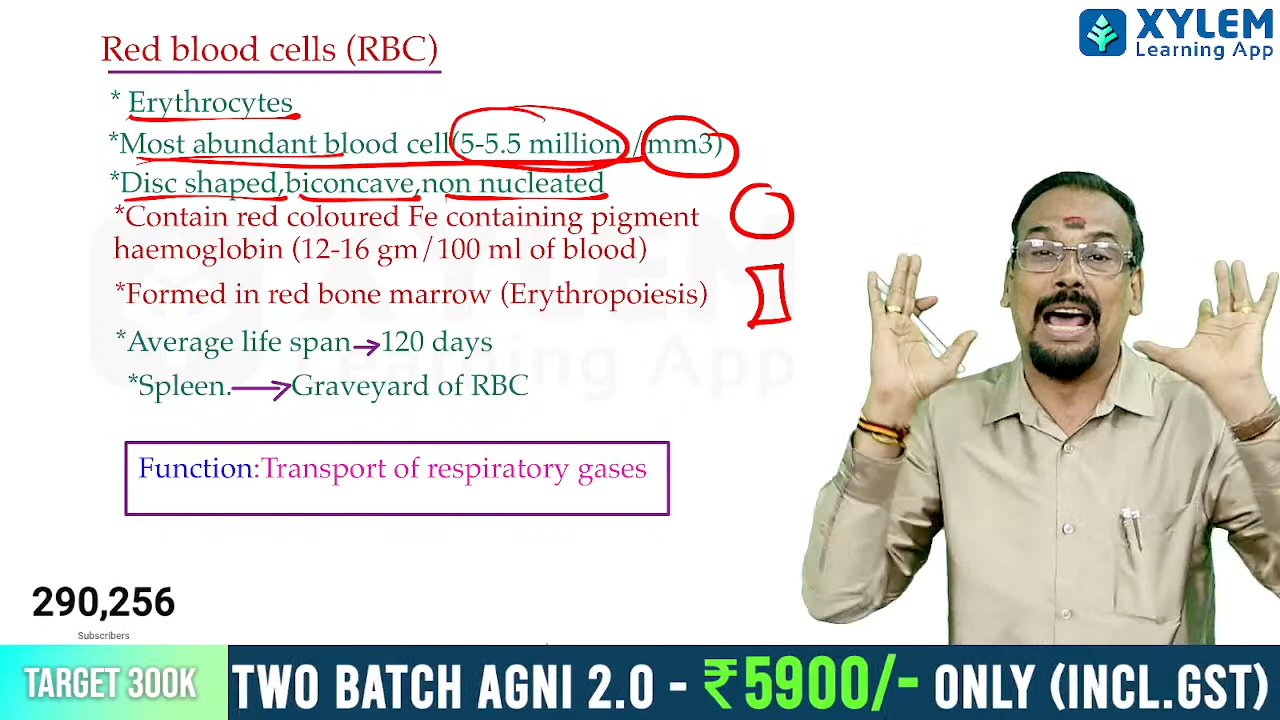 XYLEM
Learning App
Red blood cells (RBC)
* Erythrocytes
*Most abundant blood cell(5-5.5 million /mm3)
*Disc shaped,biconcave,non nucleated
*Contain red coloured Fe containing pigment
haemoglobin (12-16 gm/100 ml of blood)
*Formed in red bone marrow (Erythropoiesis)
*Average life span→120 days
*Spleen.→Graveyard of RBC
XYLEM
Learning App
Function:Transport of respiratory gases
290,256
Subscribers
TARGET 300K
TWO BATCH AGNI 2.0 - ₹5900/- ONLY (INCL.GST)